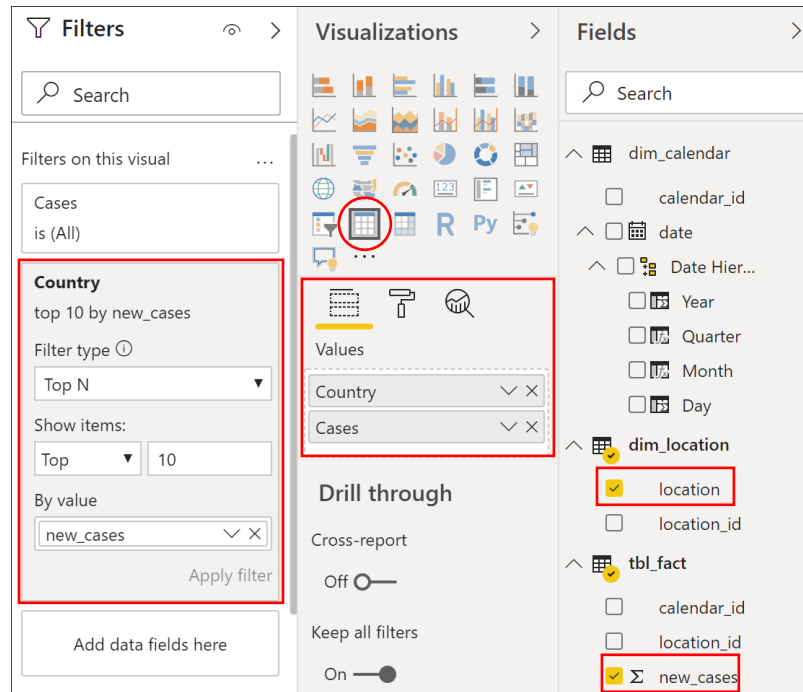 Filters
Search
Filters on this visual
...
Cases
is (All)
Country
top 10 by new_cases
Filter type
Top N
Show items:
Top
10
By value
new_cases
Apply filter
Add data fields here
Visualizations
123
R
Py
...
Values
Country
Cases
Drill through
Cross-report
Off
Keep all filters
On
Fields
Search
dim_calendar
calendar_id
date
Date Hier...
Year
Quarter
Month
Day
dim_location
location
location_id
tbl_fact
calendar_id
location_id
Σ new_cases